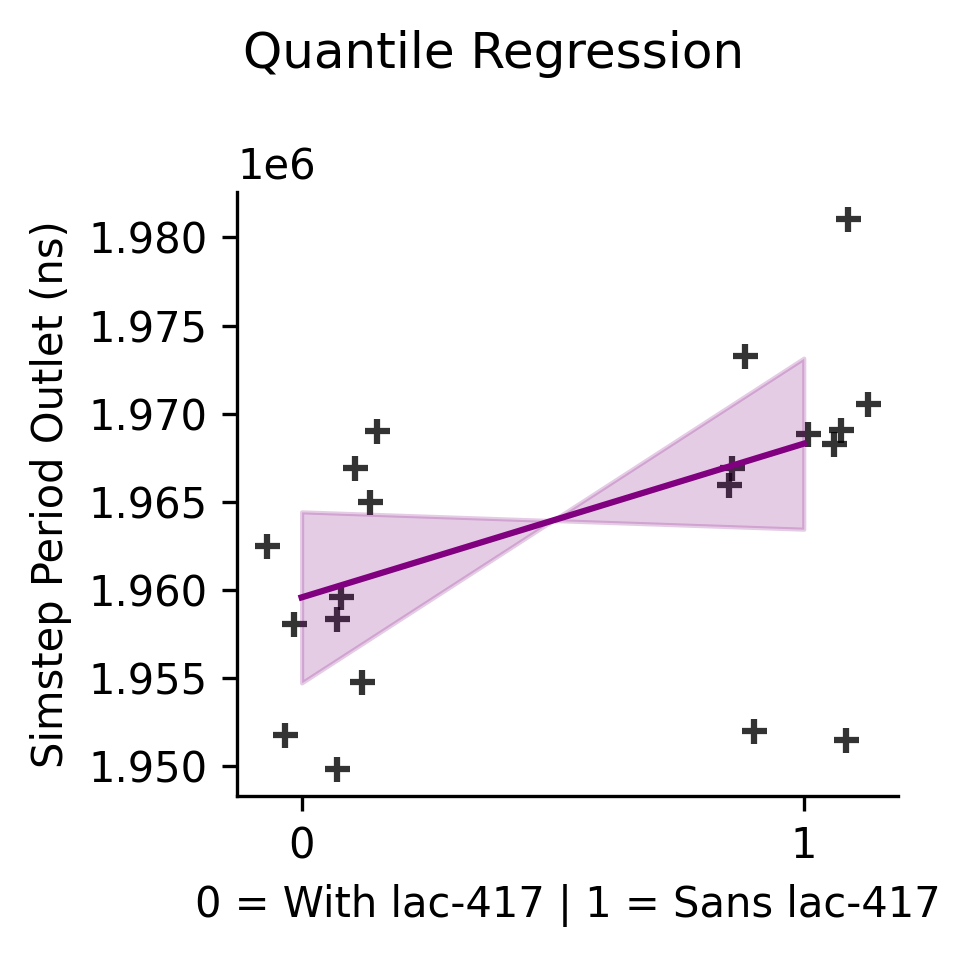 Quantile Regression
1e6
1.980
1.975
1.970
1.965
1.960
1.955
1.950
Simstep Period Outlet (ns)
0 1
0 = With lac-417 | 1 = Sans lac-417